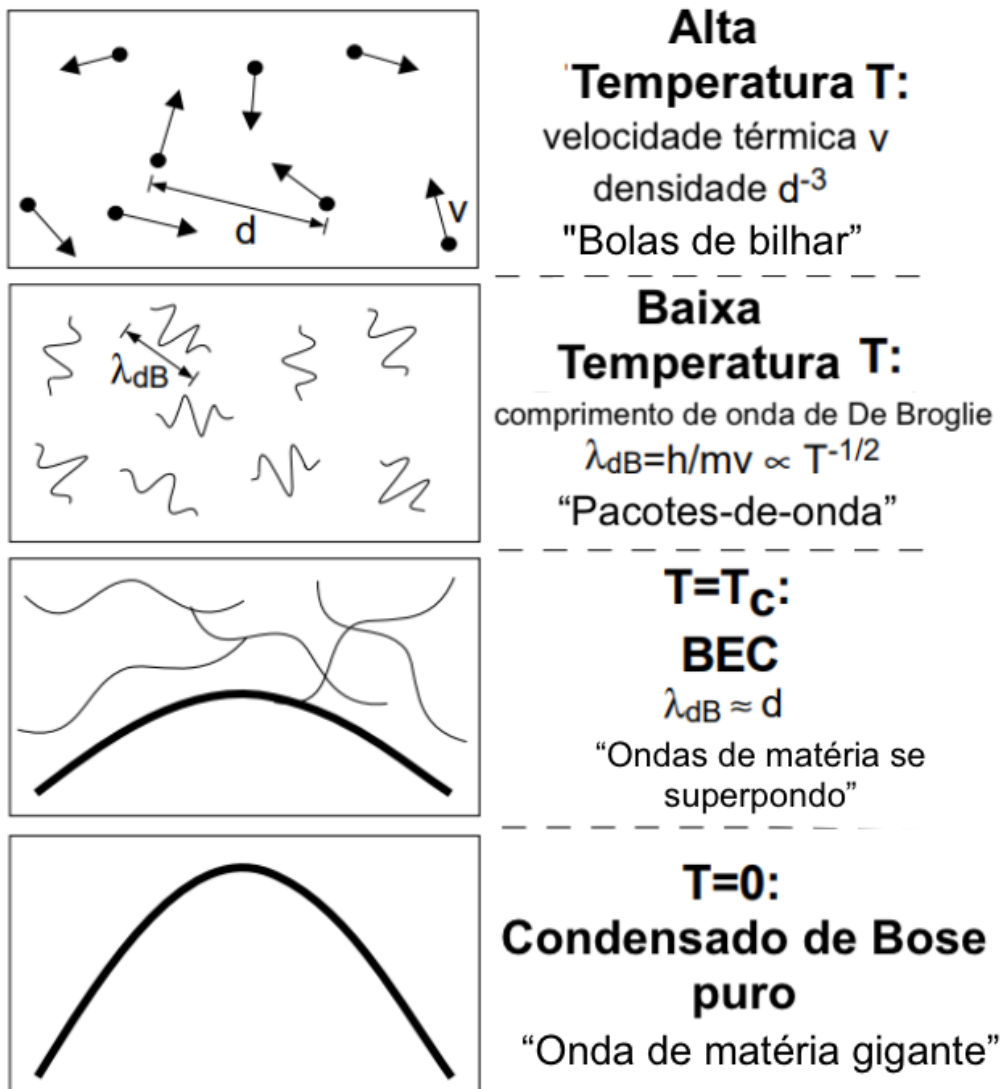 Alta
Temperatura T:
velocidade térmica v
densidade d⁻³
"Bolas de bilhar”
d
v
Baixa
Temperatura T:
comprimento de onda de De Broglie
λdB=h/mv ∝ T⁻¹/²
“Pacotes-de-onda”
λdB
T=Tc:
BEC
λdB ≈ d
“Ondas de matéria se
superpondo”
T=0:
Condensado de Bose
puro
“Onda de matéria gigante”